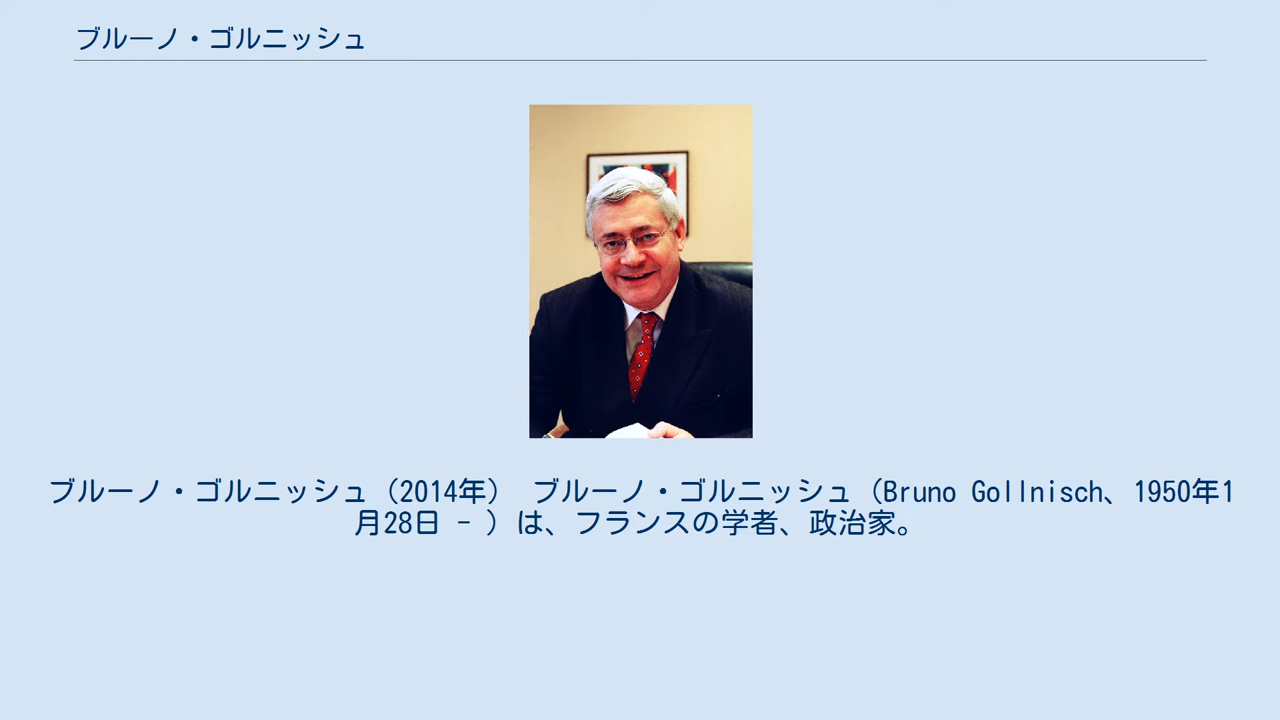 ブルーノ・ゴルニッシュ
ブルーノ・ゴルニッシュ（2014年） ブルーノ・ゴルニッシュ（Bruno Gollnisch、1950年1
月28日 - ）は、フランスの学者、政治家。